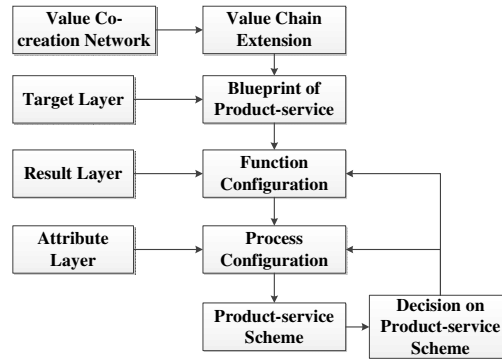 Value Co-
creation Network
Value Chain
Extension
Target Layer
Blueprint of
Product-service
Result Layer
Function
Configuration
Attribute
Layer
Process
Configuration
Product-service
Scheme
Decision on
Product-service
Scheme